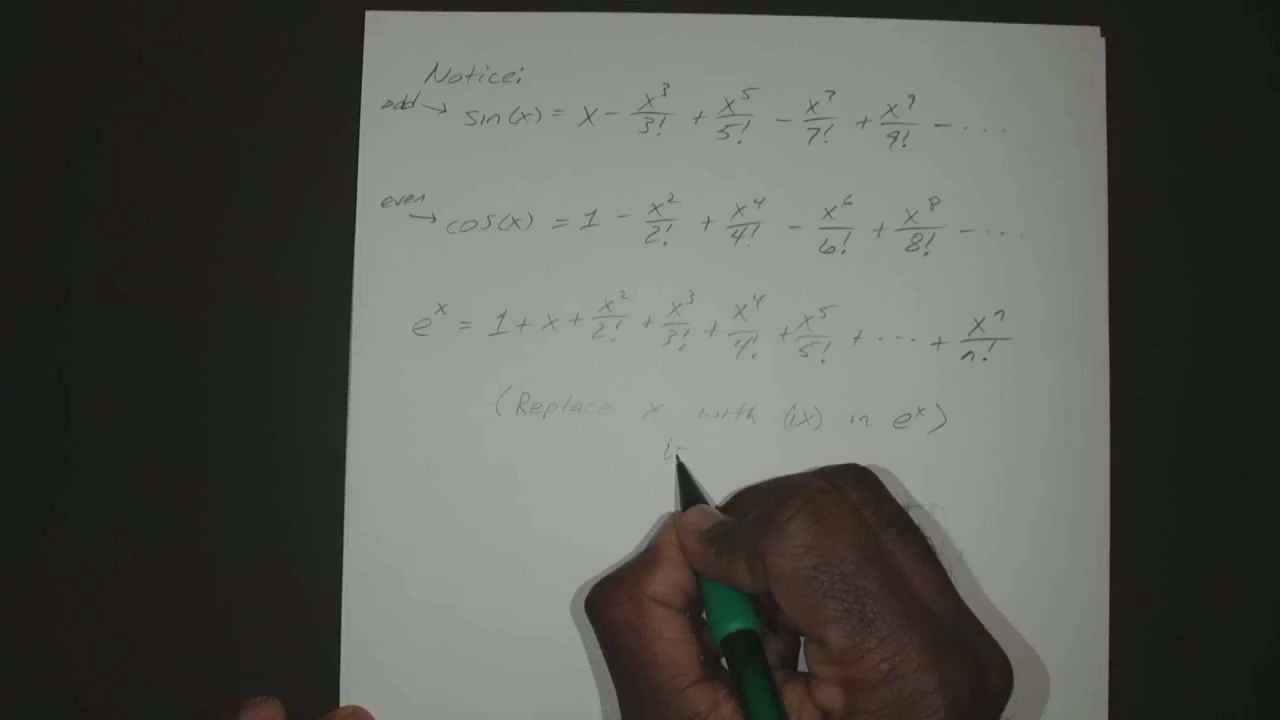 Notice:
odd → sin(x) = x - x³/3! + x⁵/5! - x⁷/7! + x⁹/9! - ...
even → cos(x) = 1 - x²/2! + x⁴/4! - x⁶/6! + x⁸/8! - ...
eˣ = 1 + x + x²/2! + x³/3! + x⁴/4! + x⁵/5! + ... + xⁿ/n!
(Replace x with (ix) in eˣ)
i